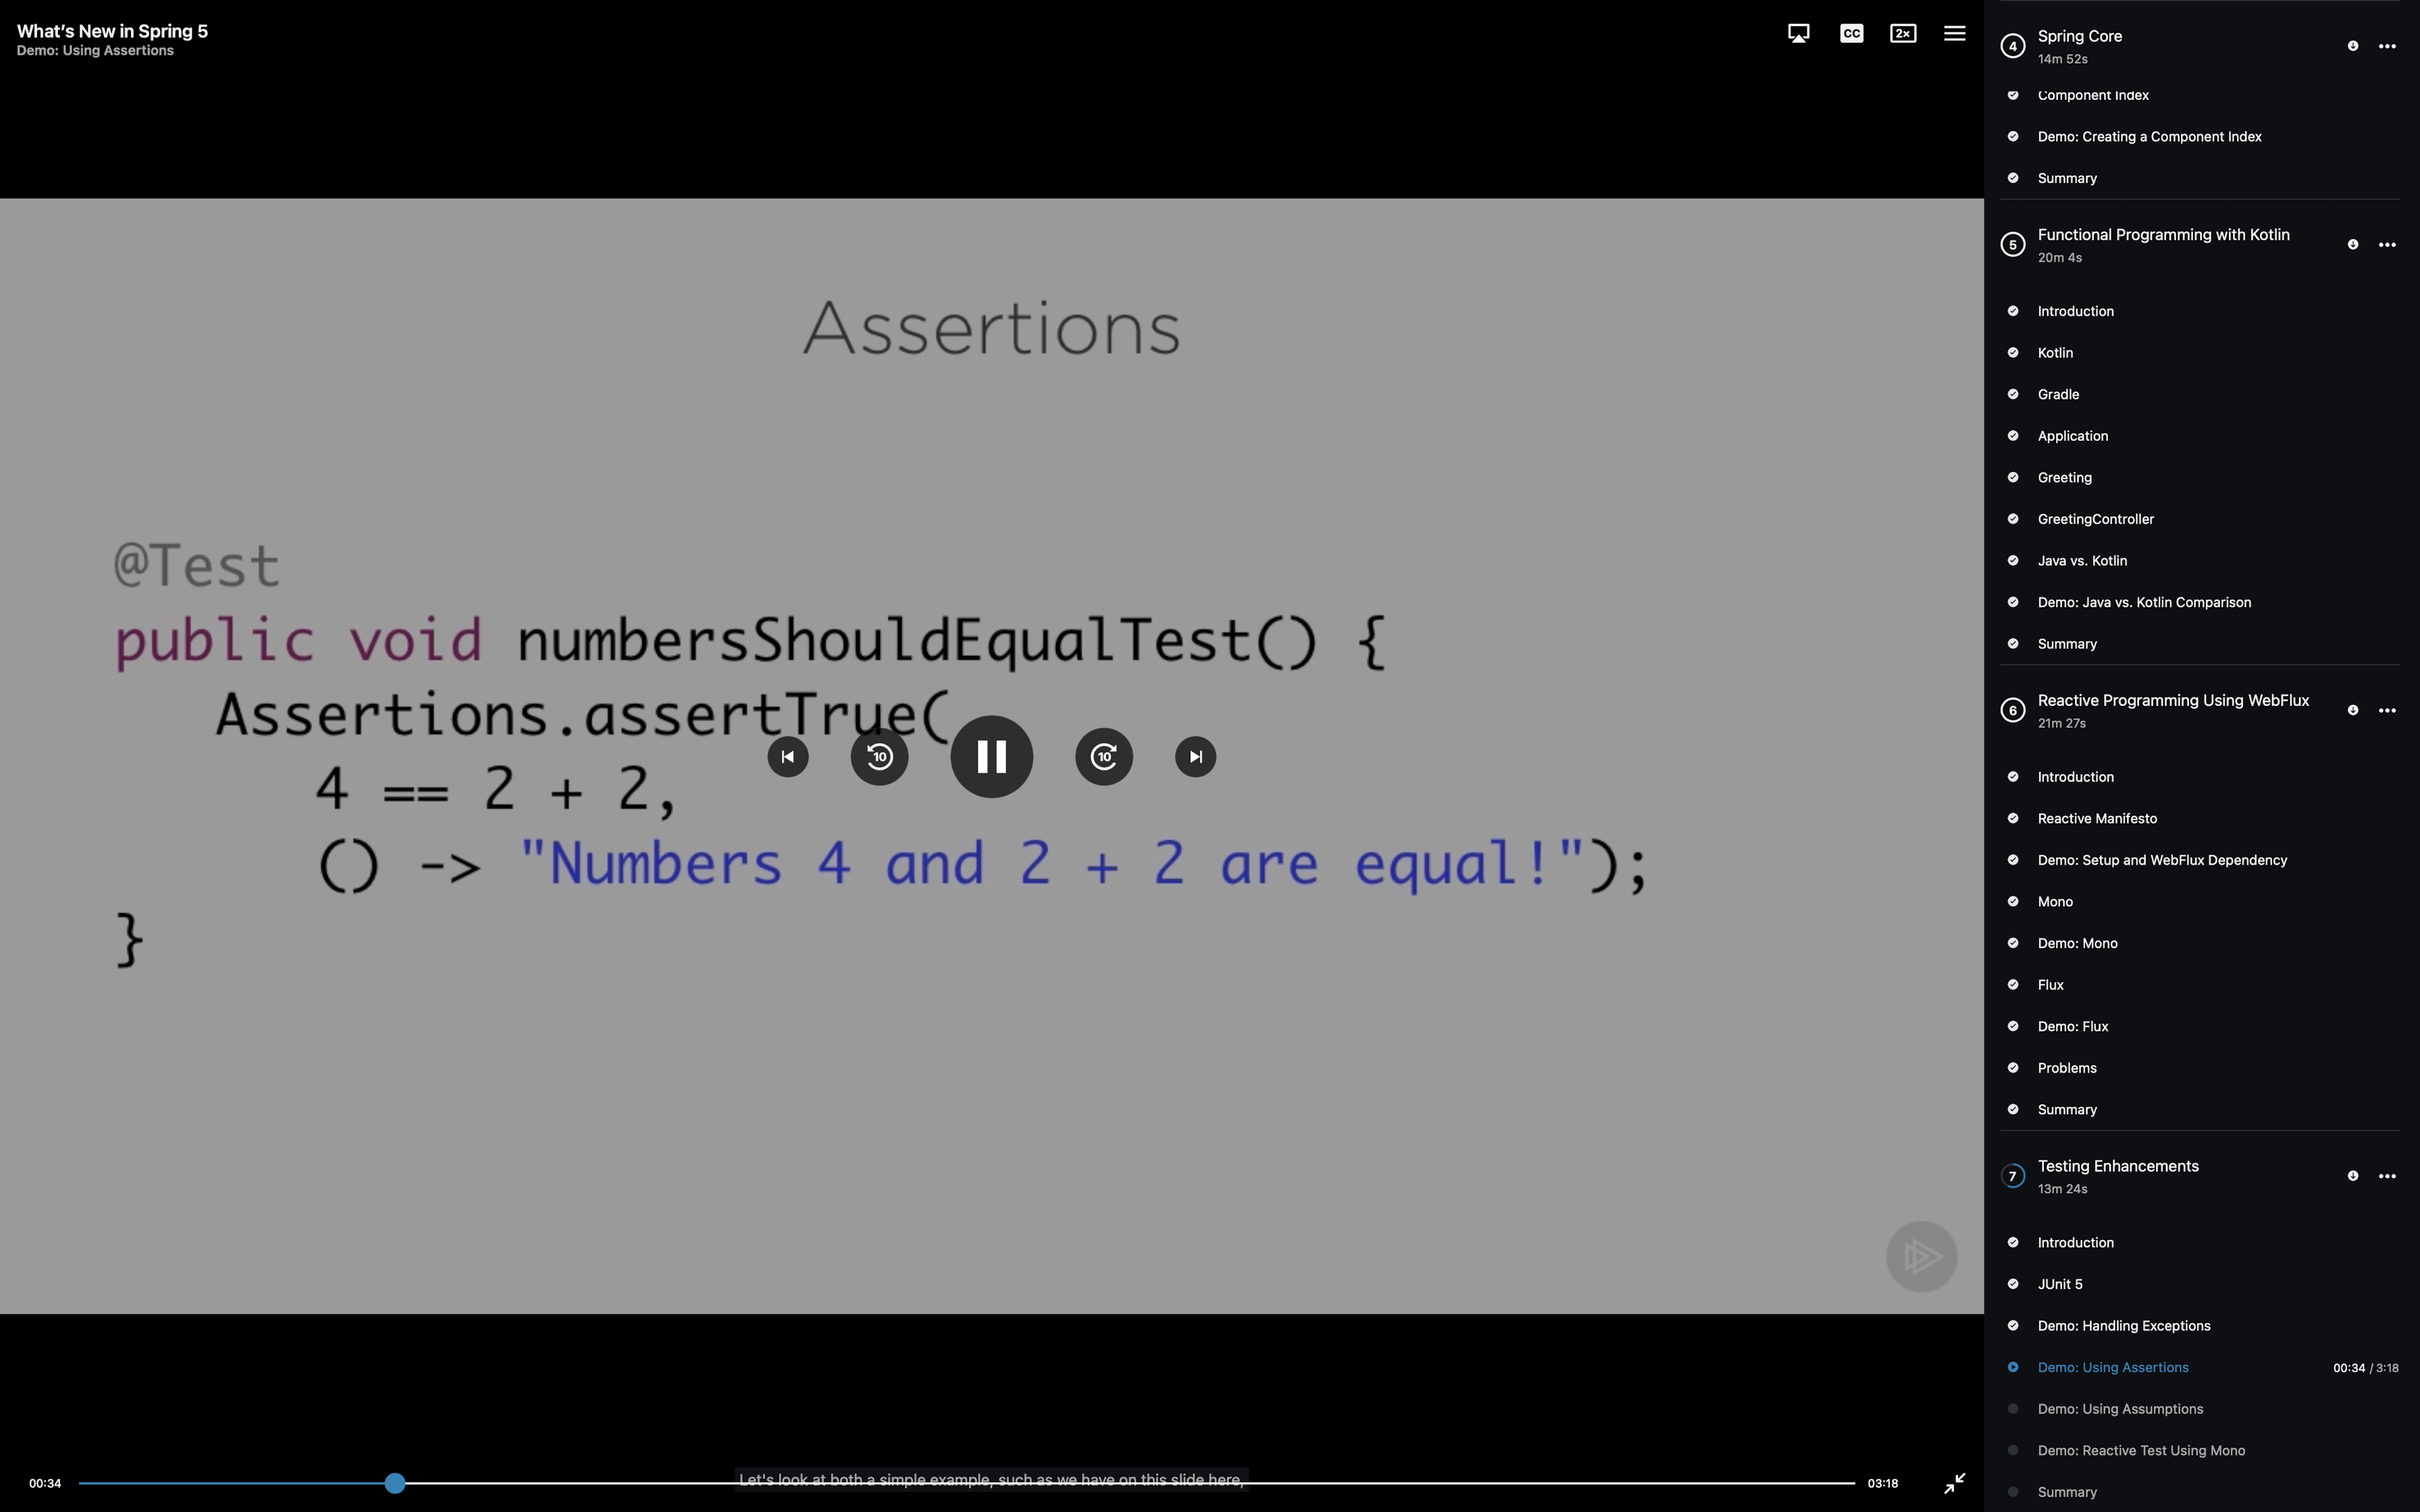 What's New in Spring 5
Demo: Using Assertions
CC
2×
Assertions
@Test
public void numbersShouldEqualTest() {
Assertions.assertTrue(
4 == 2 + 2,
() -> "Numbers 4 and 2 + 2 are equal!");
}
10
10
Let's look at both a simple example, such as we have on this slide here,
00:34
03:18
4
Spring Core
14m 52s
Component Index
Demo: Creating a Component Index
Summary
5
Functional Programming with Kotlin
20m 4s
Introduction
Kotlin
Gradle
Application
Greeting
GreetingController
Java vs. Kotlin
Demo: Java vs. Kotlin Comparison
Summary
6
Reactive Programming Using WebFlux
21m 27s
Introduction
Reactive Manifesto
Demo: Setup and WebFlux Dependency
Mono
Demo: Mono
Flux
Demo: Flux
Problems
Summary
7
Testing Enhancements
13m 24s
Introduction
JUnit 5
Demo: Handling Exceptions
Demo: Using Assertions 00:34 / 3:18
Demo: Using Assumptions
Demo: Reactive Test Using Mono
Summary